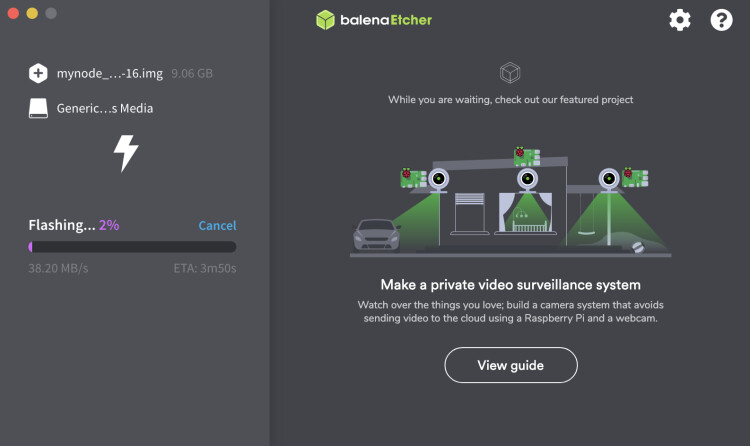 balenaEtcher
mynode_...-16.img 9.06 GB
Generic...s Media
Flashing... 2% Cancel
38.20 MB/s ETA: 3m50s
While you are waiting, check out our featured project
Make a private video surveillance system
Watch over the things you love; build a camera system that avoids
sending video to the cloud using a Raspberry Pi and a webcam.
View guide